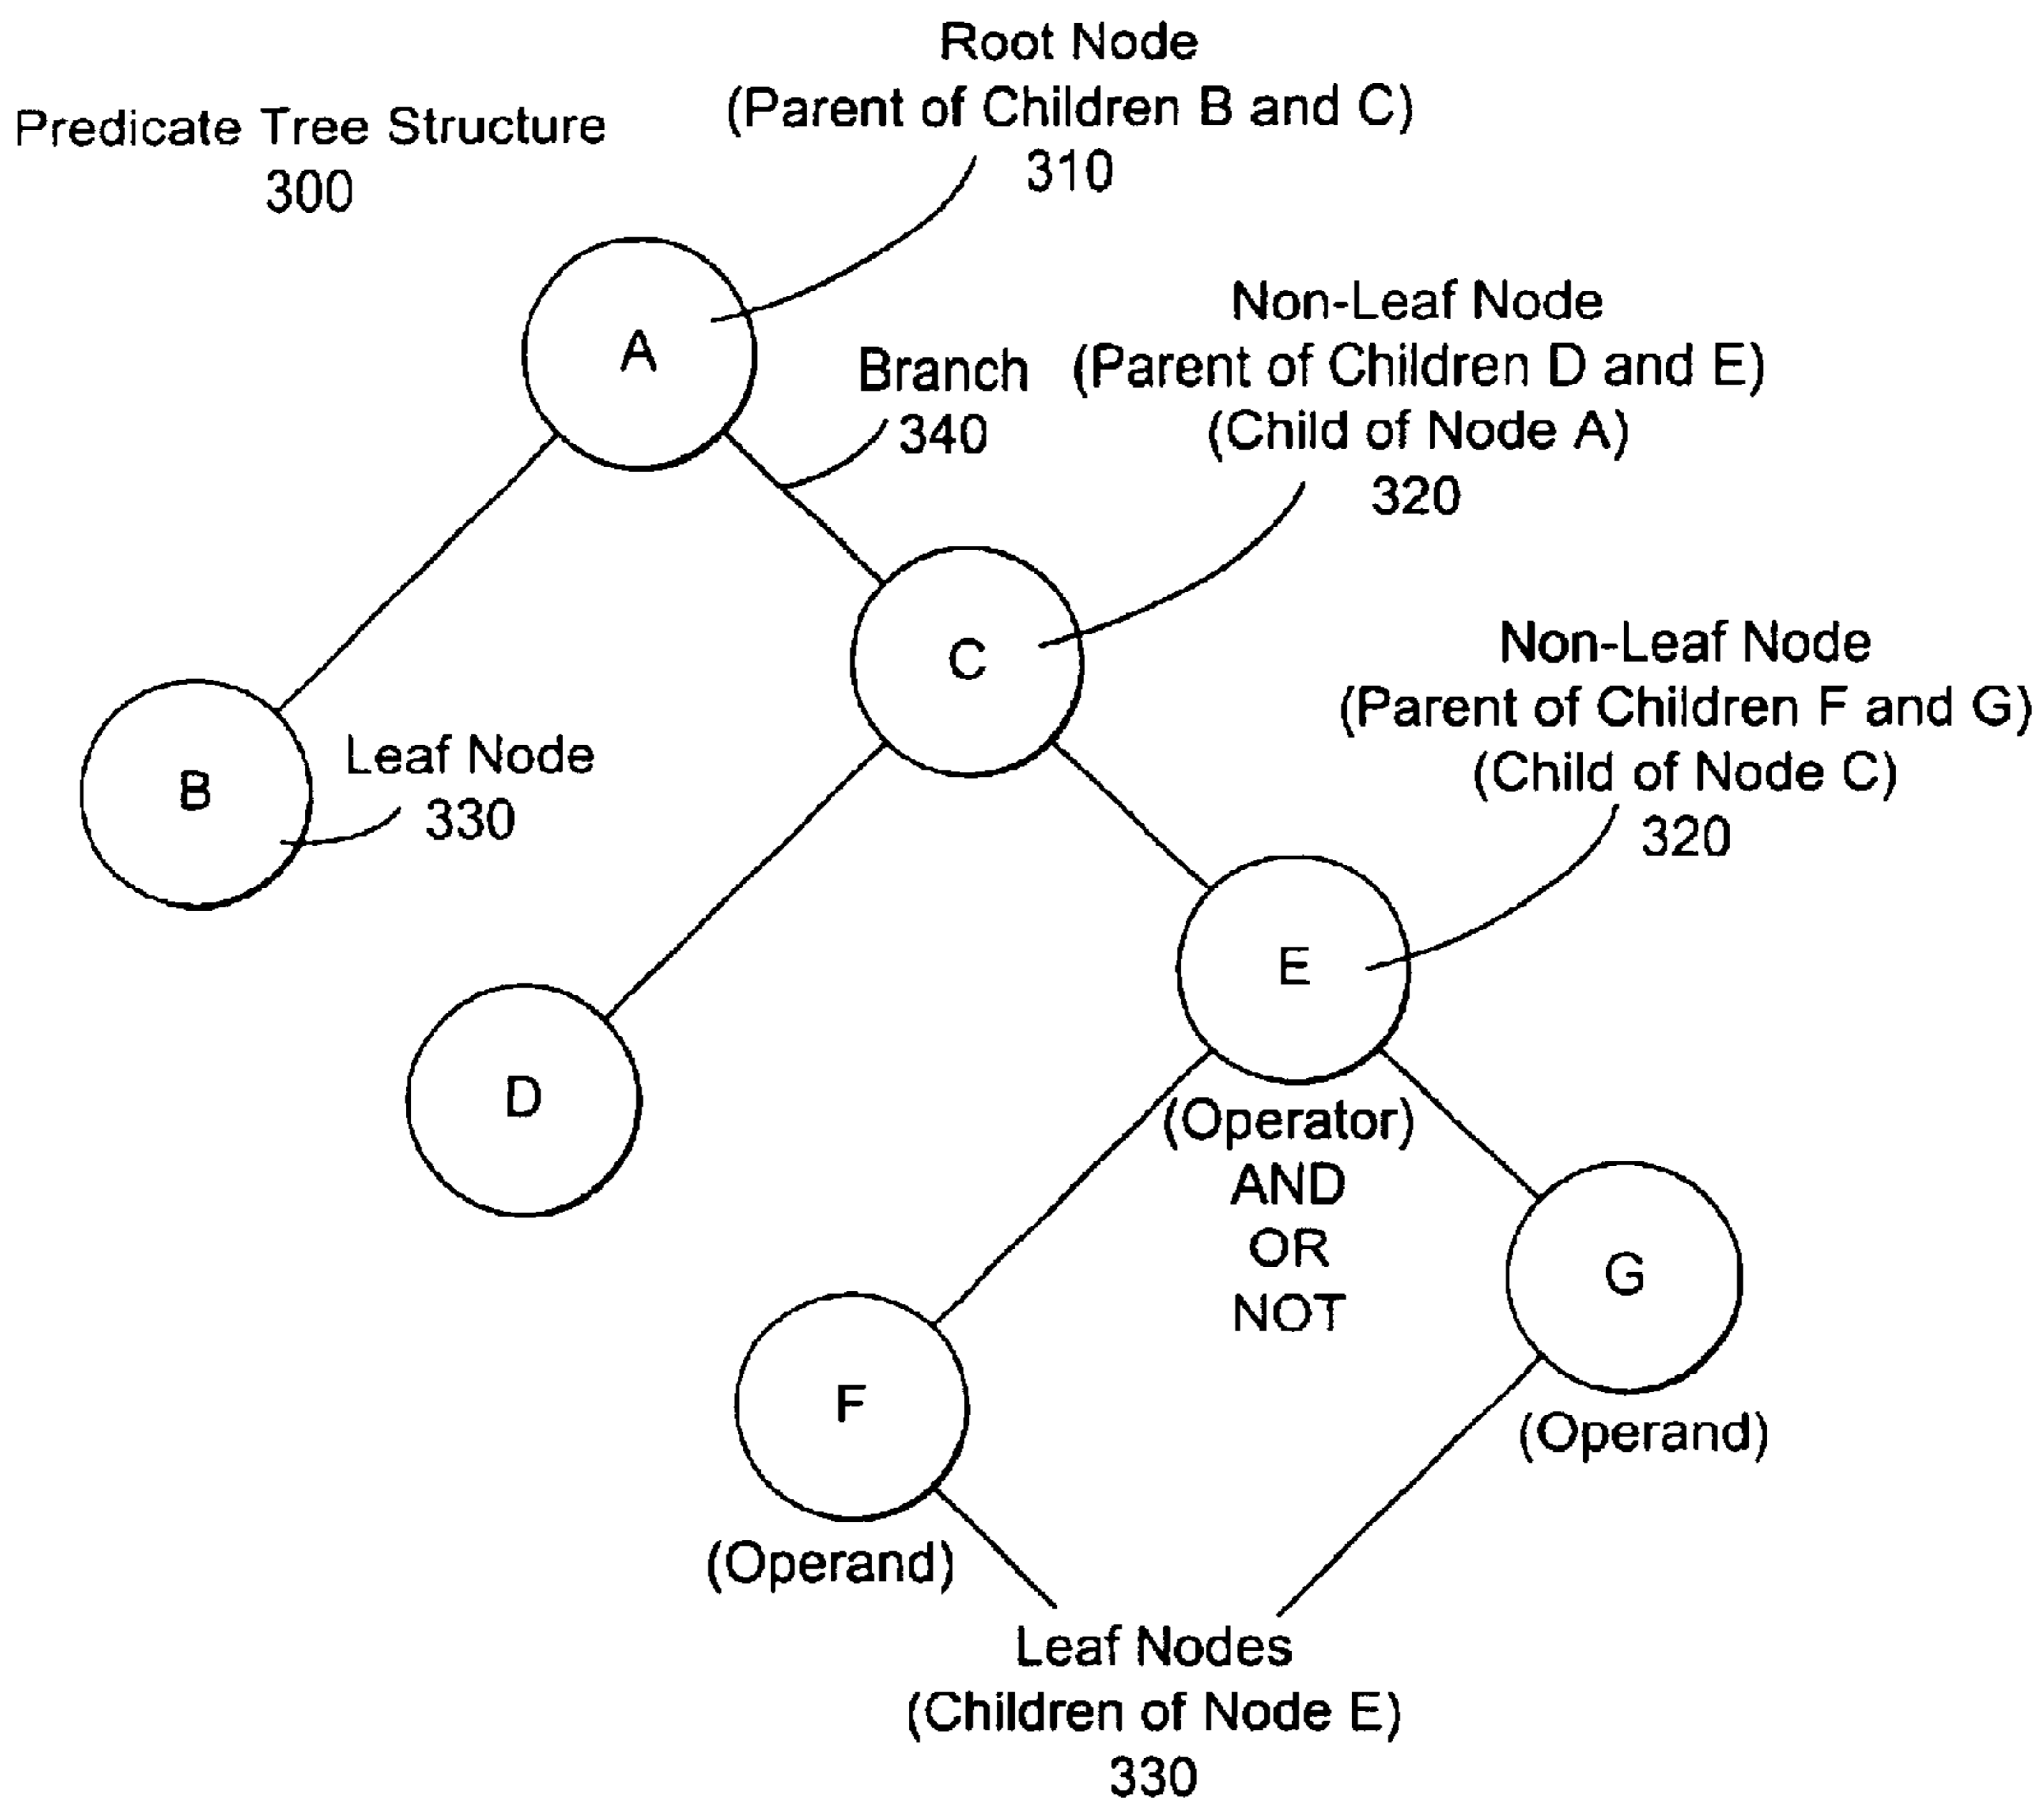 Root Node
(Parent of Children B and C)
310
Predicate Tree Structure
300
A
Branch
340
Non-Leaf Node
(Parent of Children D and E)
(Child of Node A)
320
C
Non-Leaf Node
(Parent of Children F and G)
(Child of Node C)
320
B
Leaf Node
330
E
D
(Operator)
AND
OR
NOT
G
(Operand)
F
(Operand)
Leaf Nodes
(Children of Node E)
330